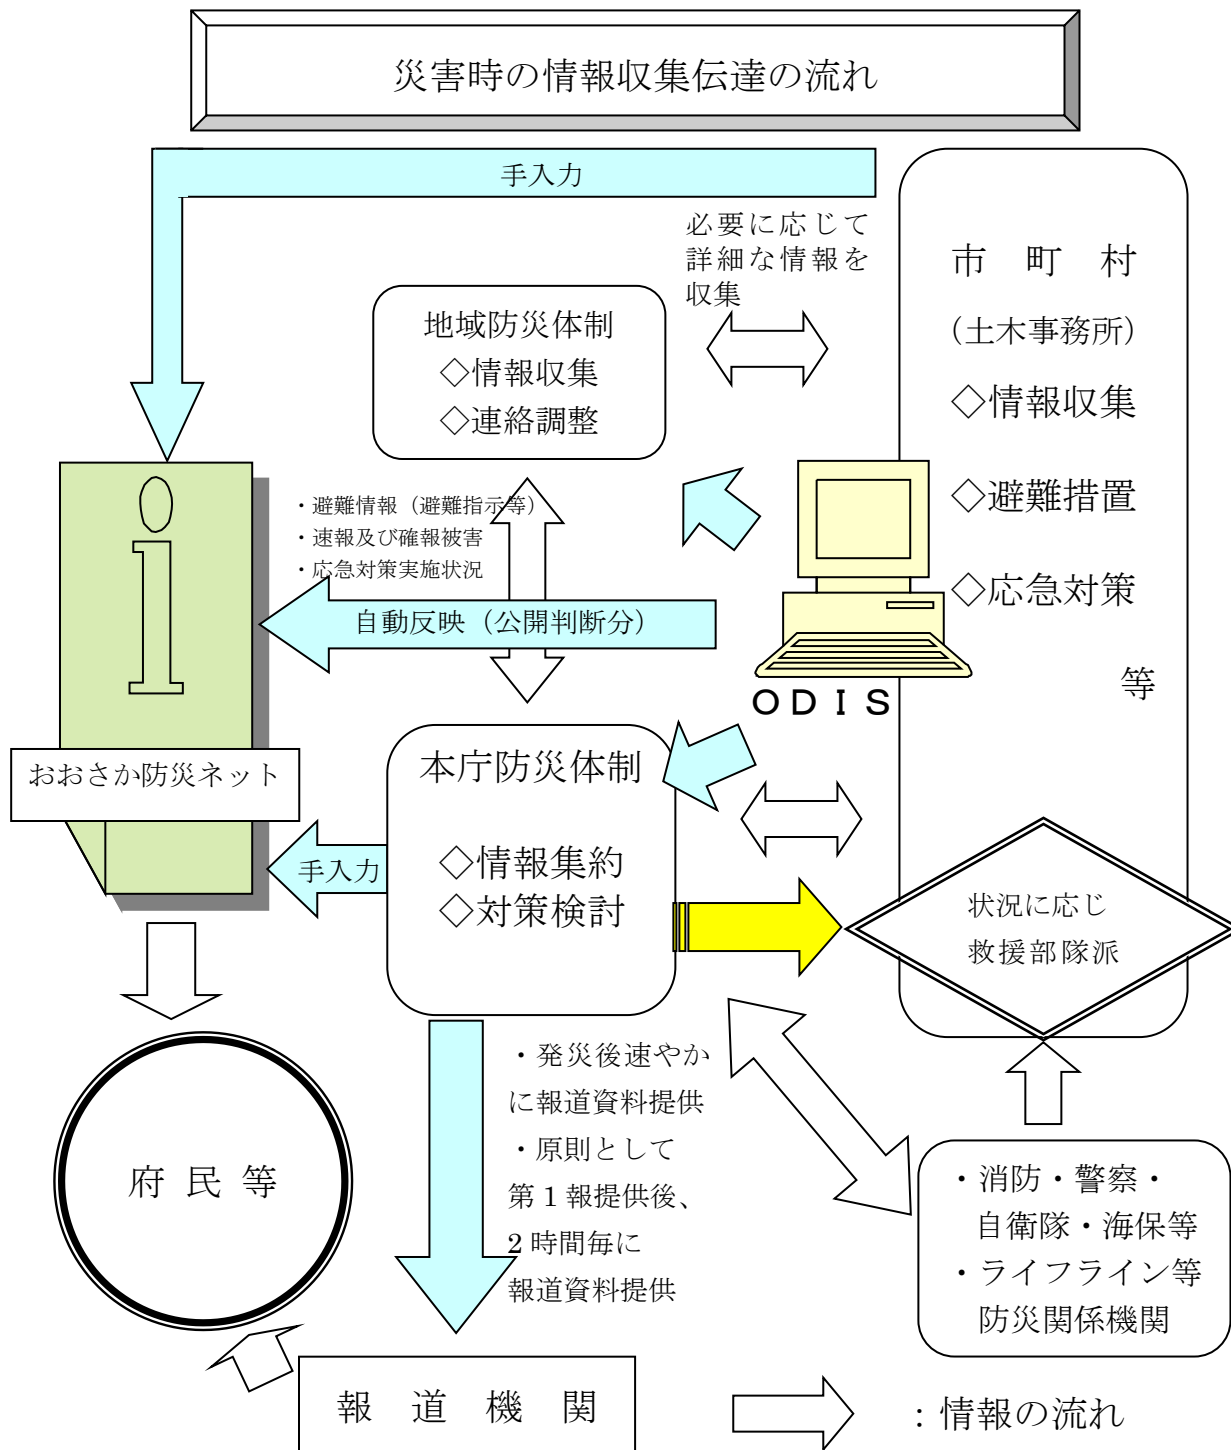 災害時の情報収集伝達の流れ
手入力
必要に応じて
詳細な情報を
収集
市 町 村
（土木事務所）
◇情報収集
◇避難措置
◇応急対策
等
地域防災体制
◇情報収集
◇連絡調整
・避難情報（避難指示等）
・速報及び確報被害
・応急対策実施状況
自動反映（公開判断分）
ＯＤＩＳ
おおさか防災ネット
本庁防災体制
◇情報集約
◇対策検討
手入力
状況に応じ
救援部隊派
・発災後速やか
に報道資料提供
・原則として
第１報提供後、
２時間毎に
報道資料提供
府 民 等
・消防・警察・
自衛隊・海保等
・ライフライン等
防災関係機関
報 道 機 関
：情報の流れ